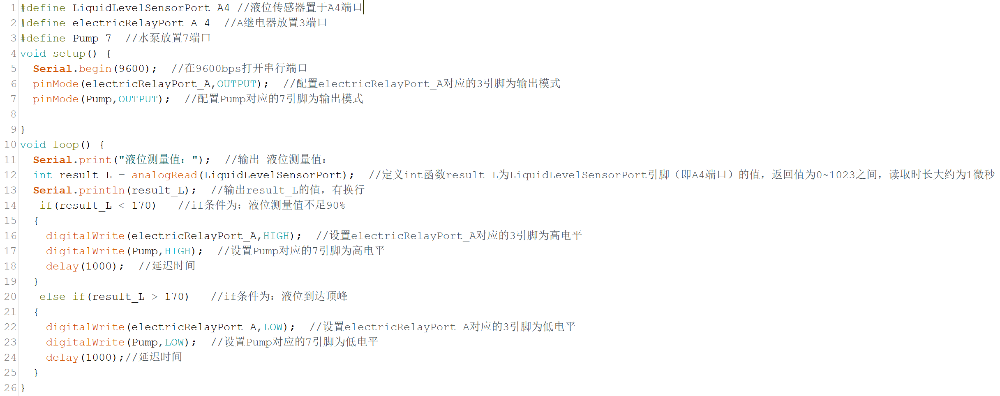 1 #define LiquidLevelSensorPort A4 //液位传感器置于A4端口
2 #define electricRelayPort_A 4  //A继电器放置3端口
3 #define Pump 7  //水泵放置7端口
4 void setup() {
5   Serial.begin(9600);  //在9600bps打开串行端口
6   pinMode(electricRelayPort_A,OUTPUT);  //配置electricRelayPort_A对应的3引脚为输出模式
7   pinMode(Pump,OUTPUT);  //配置Pump对应的7引脚为输出模式
8
9 }
10 void loop() {
11   Serial.print("液位测量值：");  //输出 液位测量值：
12   int result_L = analogRead(LiquidLevelSensorPort);  //定义int函数result_L为LiquidLevelSensorPort引脚（即A4端口）的值，返回值为0~1023之间，读取时长大约为1微秒
13   Serial.println(result_L);  //输出result_L的值，有换行
14    if(result_L < 170)   //if条件为：液位测量值不足90%
15   {
16     digitalWrite(electricRelayPort_A,HIGH);  //设置electricRelayPort_A对应的3引脚为高电平
17     digitalWrite(Pump,HIGH);  //设置Pump对应的7引脚为高电平
18     delay(1000);  //延迟时间
19   }
20    else if(result_L > 170)   //if条件为：液位到达顶峰
21   {
22     digitalWrite(electricRelayPort_A,LOW);  //设置electricRelayPort_A对应的3引脚为低电平
23     digitalWrite(Pump,LOW);  //设置Pump对应的7引脚为低电平
24     delay(1000);//延迟时间
25   }
26 }